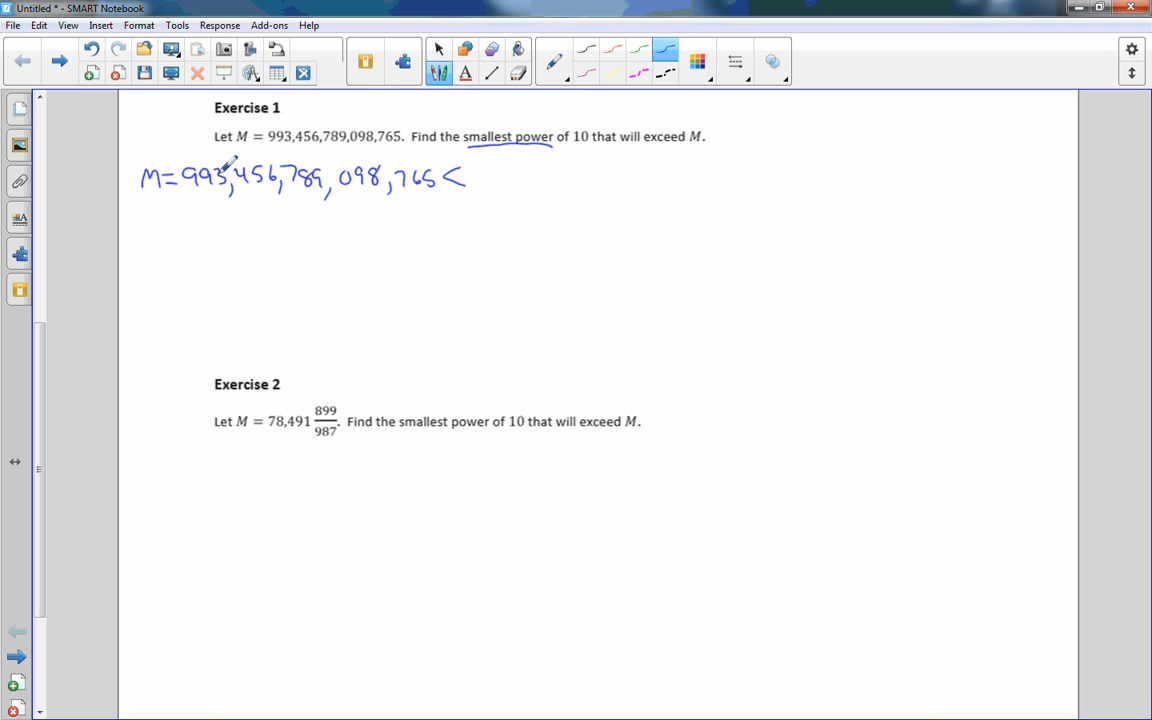 Untitled * - SMART Notebook
File Edit View Insert Format Tools Response Add-ons Help
Exercise 1
Let M = 993,456,789,098,765. Find the smallest power of 10 that will exceed M.
M=993,456,789,098,765<
Exercise 2
Let M = 78,491 899/987. Find the smallest power of 10 that will exceed M.